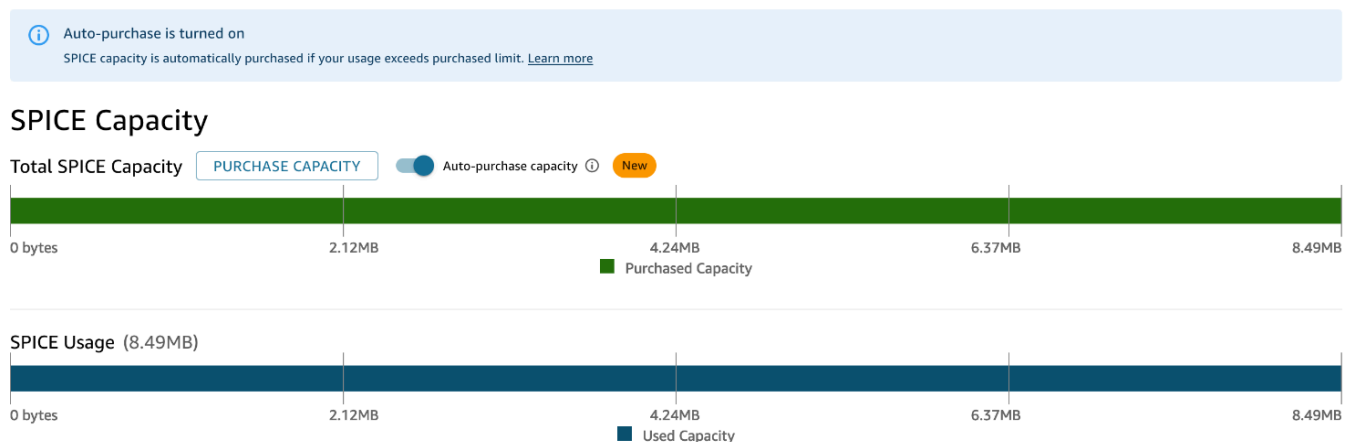 Auto-purchase is turned on
SPICE capacity is automatically purchased if your usage exceeds purchased limit. Learn more
SPICE Capacity
Total SPICE Capacity PURCHASE CAPACITY Auto-purchase capacity New
0 bytes 2.12MB 4.24MB 6.37MB 8.49MB
Purchased Capacity
SPICE Usage (8.49MB)
0 bytes 2.12MB 4.24MB 6.37MB 8.49MB
Used Capacity